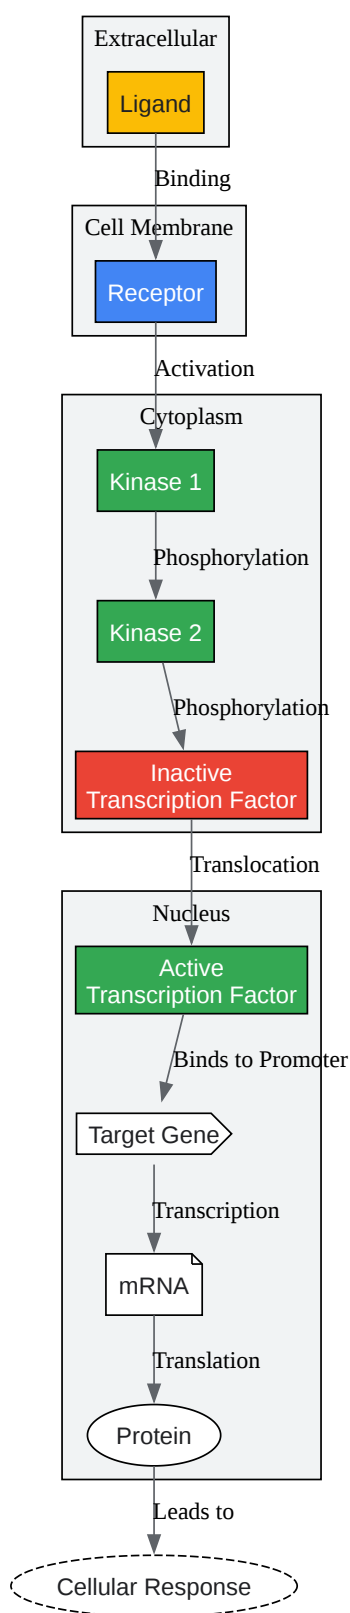 Extracellular
Ligand
Binding
Cell Membrane
Receptor
Activation
Cytoplasm
Kinase 1
Phosphorylation
Kinase 2
Phosphorylation
Inactive
Transcription Factor
Translocation
Nucleus
Active
Transcription Factor
Binds to Promoter
Target Gene
Transcription
mRNA
Translation
Protein
Leads to
Cellular Response